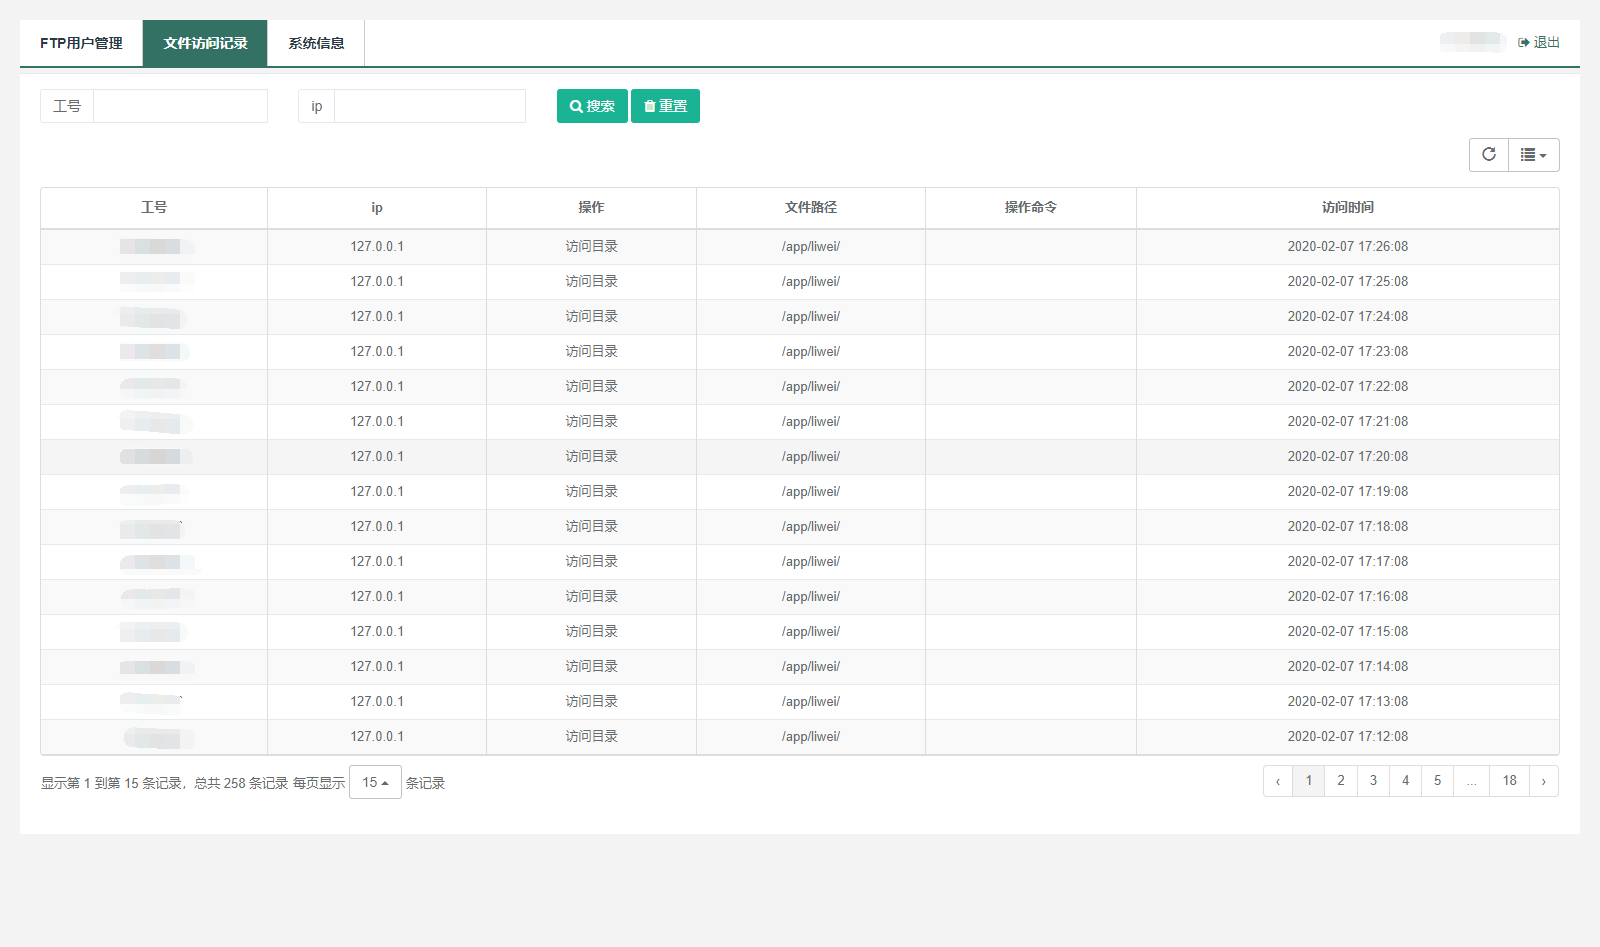 FTP用户管理 文件访问记录 系统信息 退出
工号 ip 搜索 重置
工号 ip 操作 文件路径 操作命令 访问时间
127.0.0.1 访问目录 /app/liwei/ 2020-02-07 17:26:08
127.0.0.1 访问目录 /app/liwei/ 2020-02-07 17:25:08
127.0.0.1 访问目录 /app/liwei/ 2020-02-07 17:24:08
127.0.0.1 访问目录 /app/liwei/ 2020-02-07 17:23:08
127.0.0.1 访问目录 /app/liwei/ 2020-02-07 17:22:08
127.0.0.1 访问目录 /app/liwei/ 2020-02-07 17:21:08
127.0.0.1 访问目录 /app/liwei/ 2020-02-07 17:20:08
127.0.0.1 访问目录 /app/liwei/ 2020-02-07 17:19:08
127.0.0.1 访问目录 /app/liwei/ 2020-02-07 17:18:08
127.0.0.1 访问目录 /app/liwei/ 2020-02-07 17:17:08
127.0.0.1 访问目录 /app/liwei/ 2020-02-07 17:16:08
127.0.0.1 访问目录 /app/liwei/ 2020-02-07 17:15:08
127.0.0.1 访问目录 /app/liwei/ 2020-02-07 17:14:08
127.0.0.1 访问目录 /app/liwei/ 2020-02-07 17:13:08
127.0.0.1 访问目录 /app/liwei/ 2020-02-07 17:12:08
显示第 1 到第 15 条记录，总共 258 条记录 每页显示 15 条记录 ‹ 1 2 3 4 5 ... 18 ›